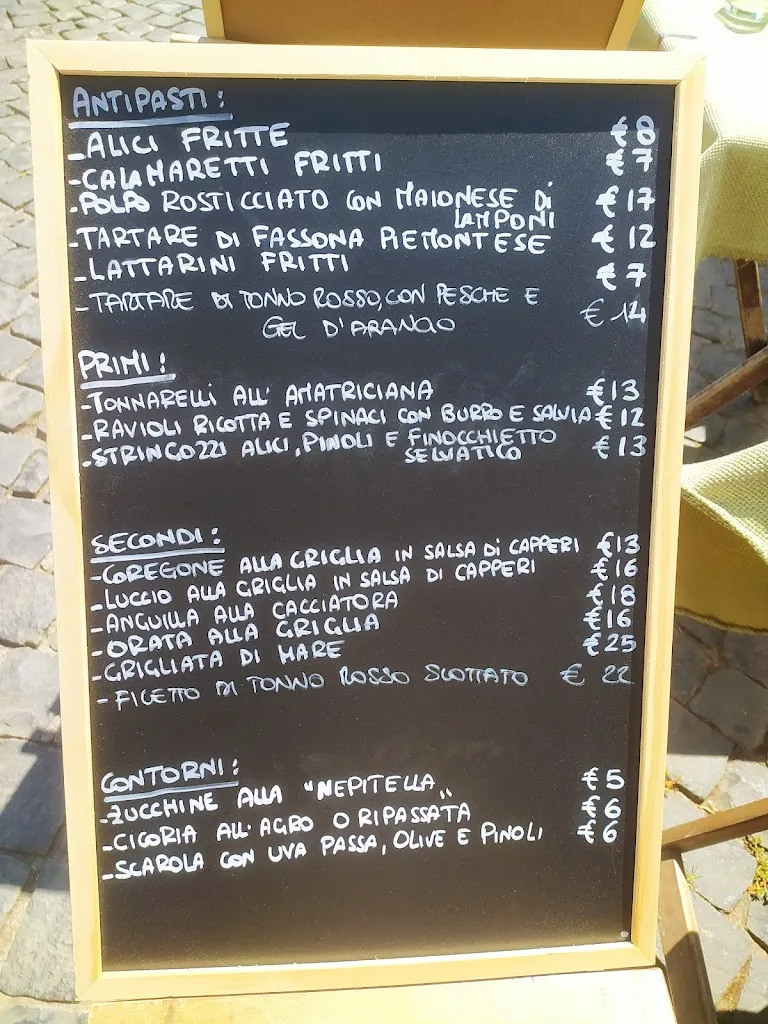 ANTIPASTI:
-ALICI FRITTE €8
-CALAMARETTI FRITTI €7
-POLPO ROSTICCIATO CON MAIONESE DI €17
LAMPONI
-TARTARE DI FASSONA PIEMONTESE €12
-LATTARINI FRITTI €7
-TARTARE DI TONNO ROSSO, CON PESCHE E €14
GEL D'ARANCIO
PRIMI:
-TONNARELLI ALL'AMATRICIANA €13
-RAVIOLI RICOTTA E SPINACI CON BURRO E SALVIA €12
-STRINGOZZI ALICI, PINOLI E FINOCCHIETTO €13
SELVATICO
SECONDI:
-COREGONE ALLA GRIGLIA IN SALSA DI CAPPERI €13
-LUCCIO ALLA GRIGLIA IN SALSA DI CAPPERI €16
-ANGUILLA ALLA CACCIATORA €18
-ORATA ALLA GRIGLIA €16
-GRIGLIATA DI MARE €25
-FILETTO DI TONNO ROSSO SCOTTATO € 22
CONTORNI:
-ZUCCHINE ALLA "NEPITELLA" €5
-CICORIA ALL'AGRO O RIPASSATA €6
-SCAROLA CON UVA PASSA, OLIVE E PINOLI €6